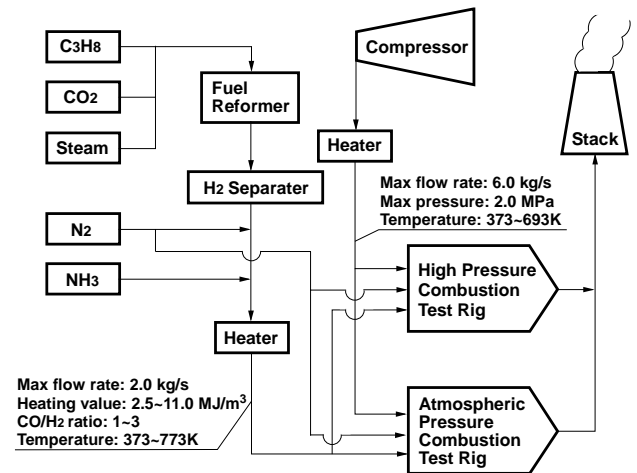 C3H8
CO2
Steam
Fuel
Reformer
H2 Separater
N2
NH3
Heater
Max flow rate: 2.0 kg/s
Heating value: 2.5~11.0 MJ/m3
CO/H2 ratio: 1~3
Temperature: 373~773K
Compressor
Heater
Max flow rate: 6.0 kg/s
Max pressure: 2.0 MPa
Temperature: 373~693K
High Pressure
Combustion
Test Rig
Atmospheric
Pressure
Combustion
Test Rig
Stack